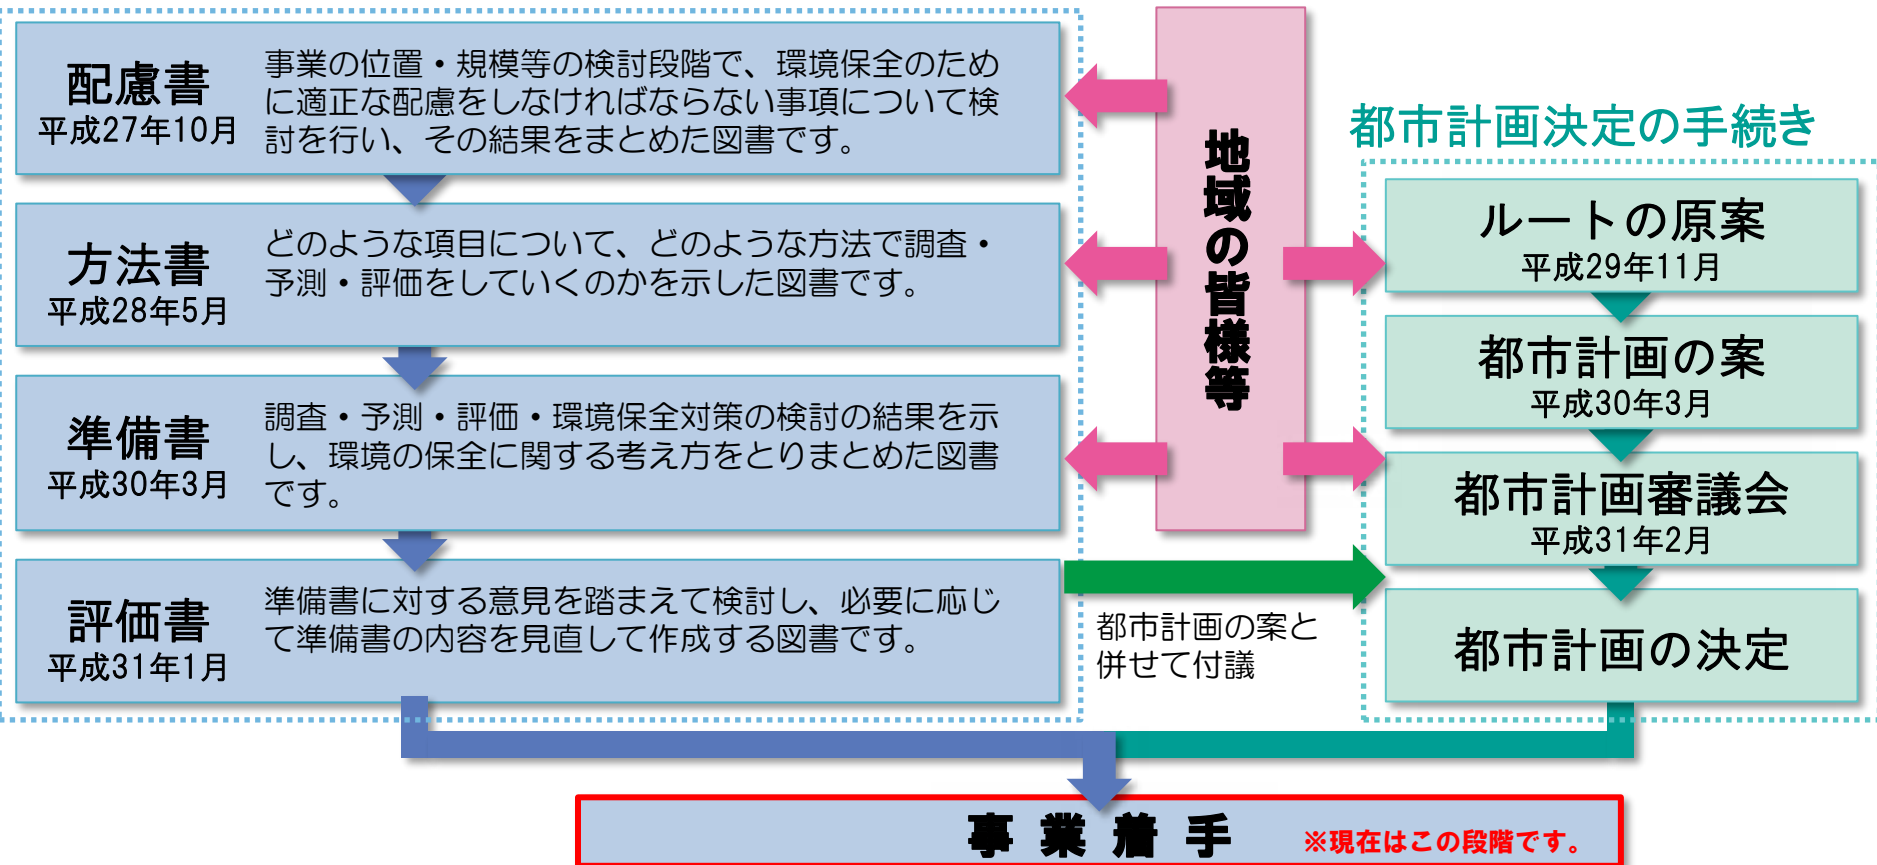 配慮書
平成27年10月
事業の位置・規模等の検討段階で、環境保全のため
に適正な配慮をしなければならない事項について検
討を行い、その結果をまとめた図書です。
方法書
平成28年5月
どのような項目について、どのような方法で調査・
予測・評価をしていくのかを示した図書です。
準備書
平成30年3月
調査・予測・評価・環境保全対策の検討の結果を示
し、環境の保全に関する考え方をとりまとめた図書
です。
評価書
平成31年1月
準備書に対する意見を踏まえて検討し、必要に応じ
て準備書の内容を見直して作成する図書です。
地域の皆様等
都市計画の案と
併せて付議
都市計画決定の手続き
ルートの原案
平成29年11月
都市計画の案
平成30年3月
都市計画審議会
平成31年2月
都市計画の決定
事業着手
※現在はこの段階です。